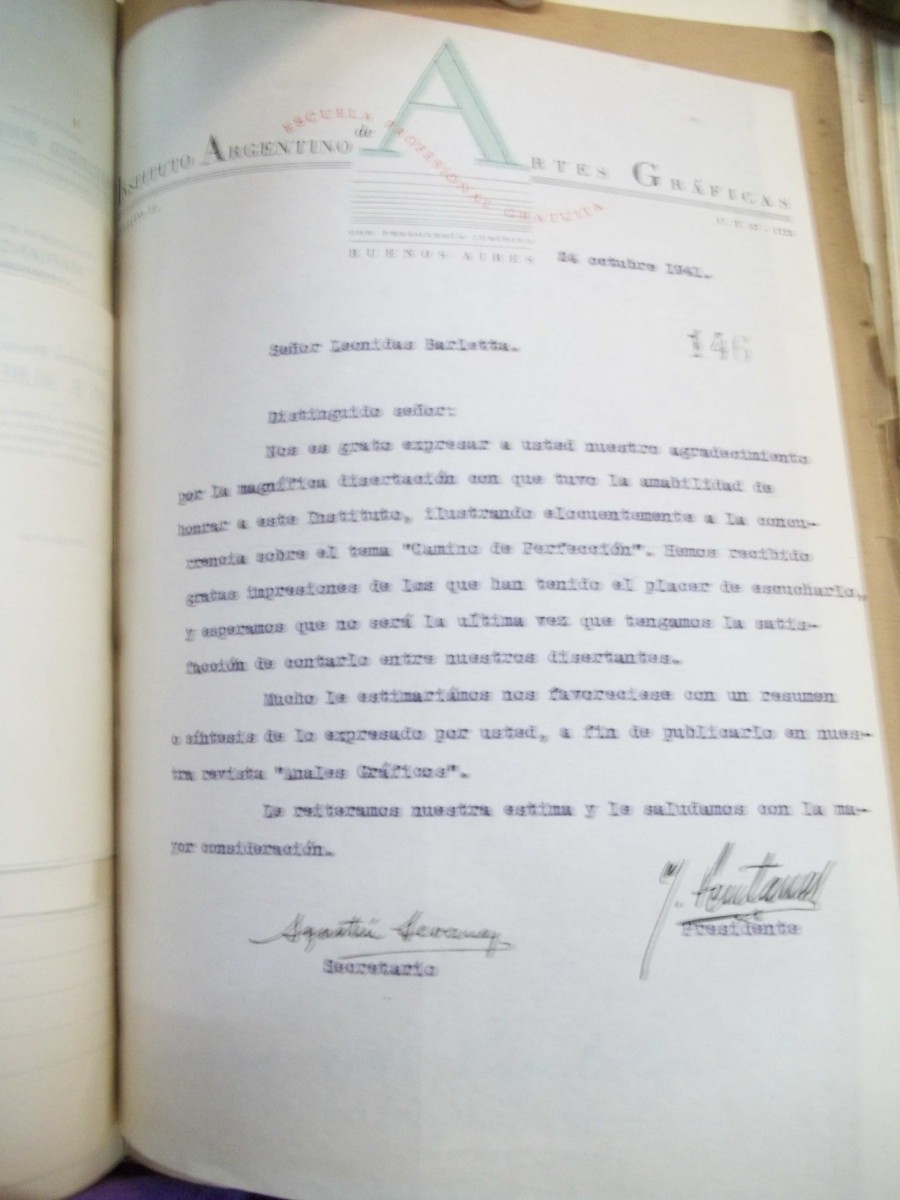 ESCUELA PROFESIONAL GRATUITA
INSTITUTO ARGENTINO de ARTES GRÁFICAS
CON PERSONERÍA JURÍDICA
BUENOS AIRES
24 octubre 1941.
Señor Leonidas Barletta.
146
Distinguido señor:
Nos es grato expresar a usted nuestro agradecimiento
por la magnífica disertación con que tuvo la amabilidad de
honrar a este Instituto, ilustrando elocuentemente a la concu-
rrencia sobre el tema "Camino de Perfección". Hemos recibido
gratas impresiones de los que han tenido el placer de escucharlo,
y esperamos que no será la última vez que tengamos la satis-
facción de contarlo entre nuestros disertantes.
Mucho le estimariámos nos favoreciese con un resumen
o síntesis de lo expresado por usted, a fin de publicarlo en nues-
tra revista "Anales Gráficos".
Le reiteramos nuestra estima y le saludamos con la ma-
yor consideración.
Agustín
Secretario
Presidente